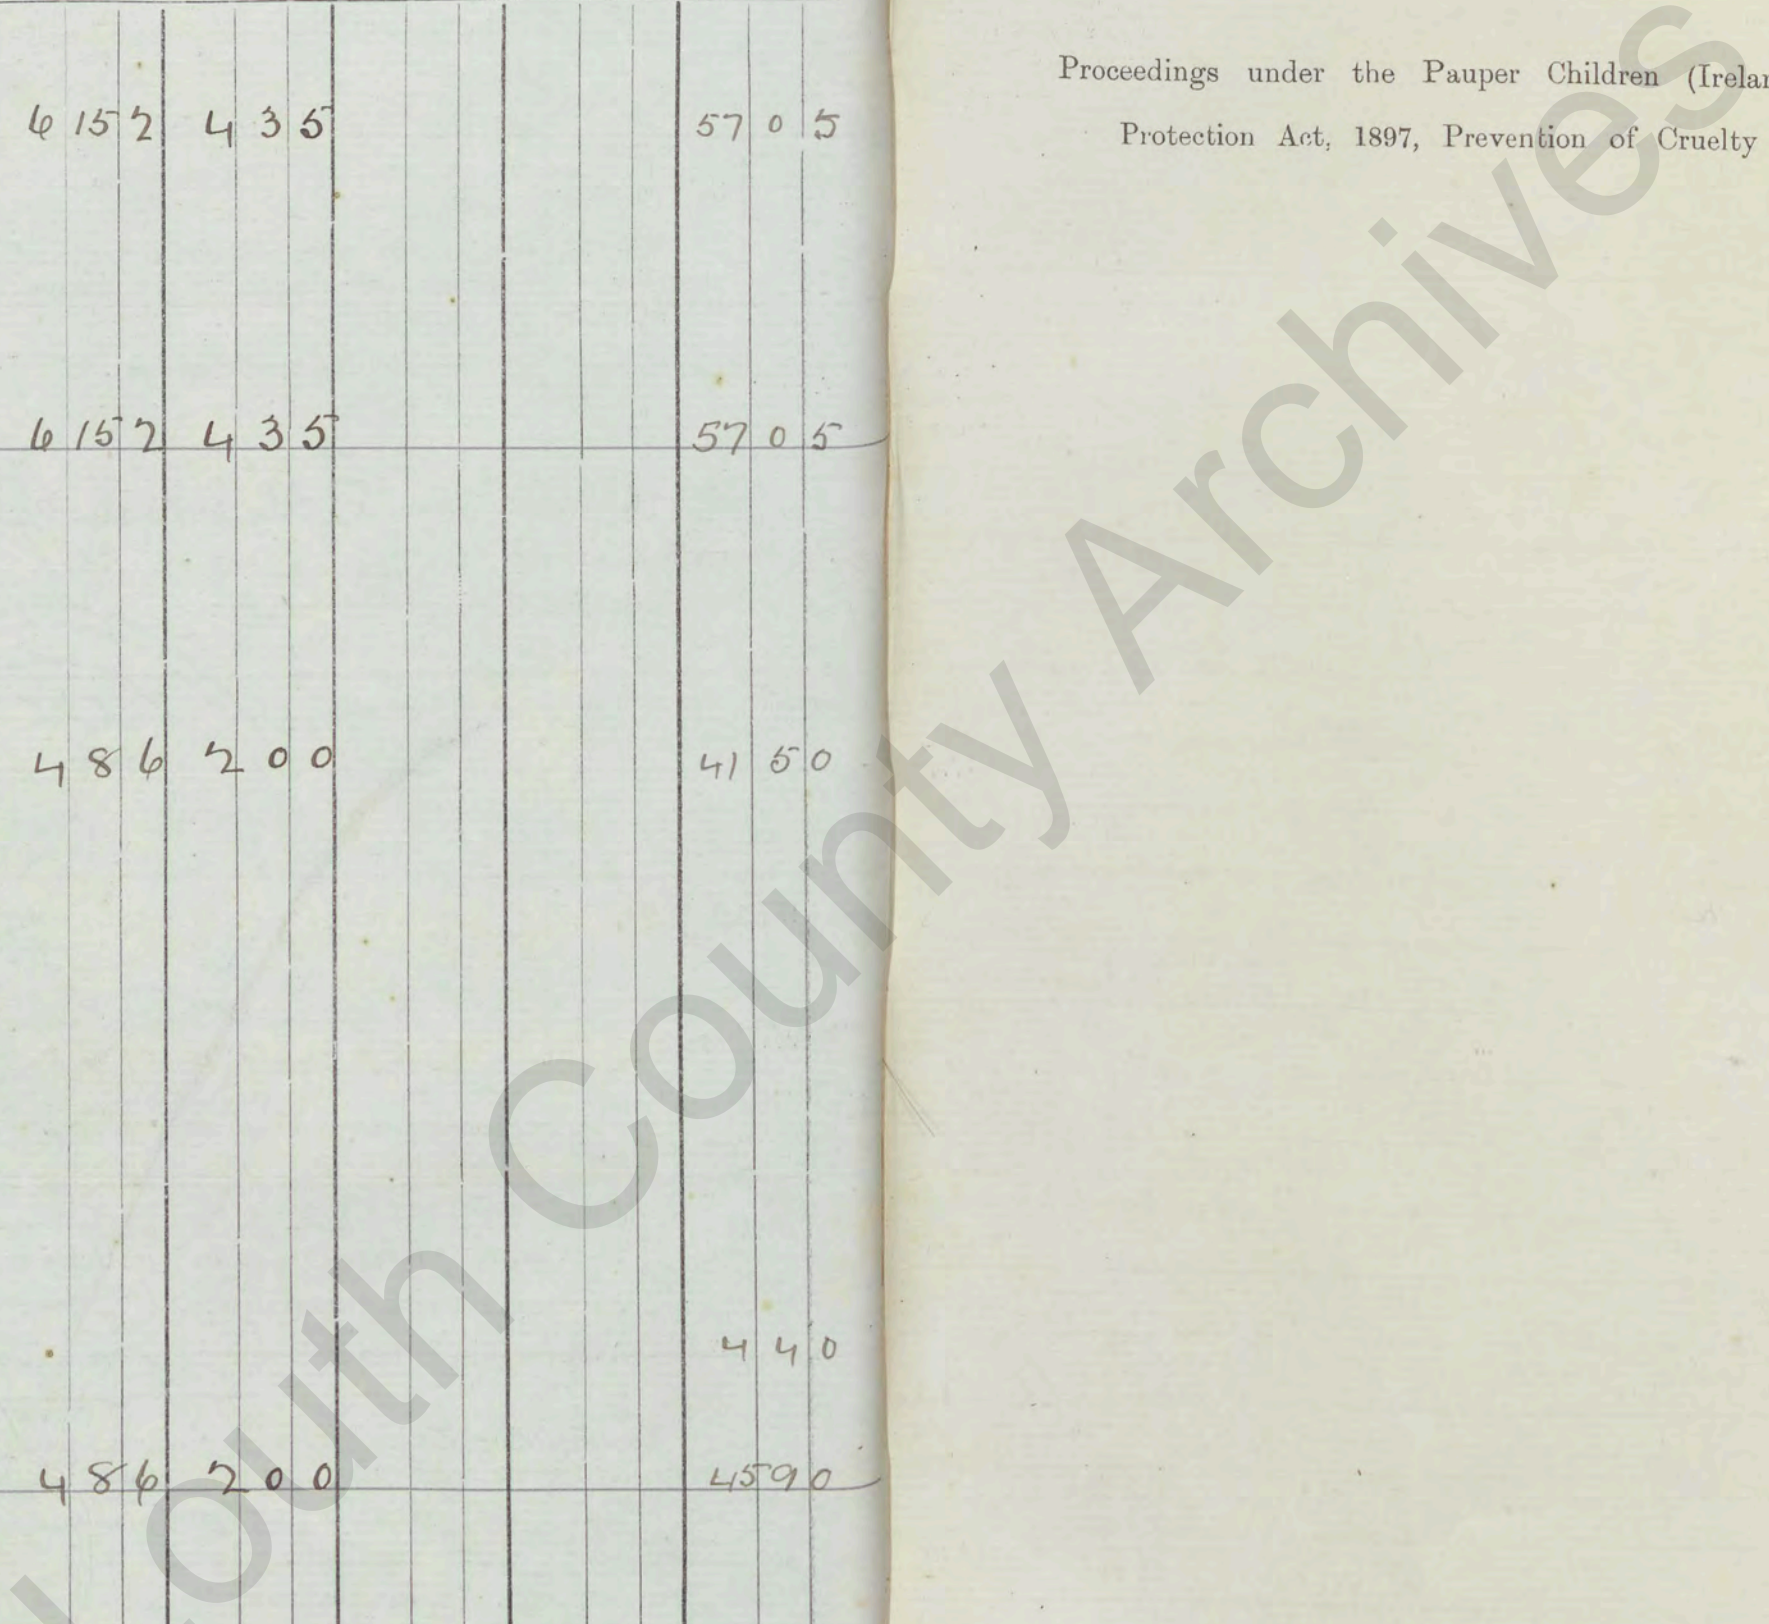 6 15 2 4 3 5 57 0 5
6 15 2 4 3 5 57 0 5
4 8 6 2 0 0 41 5 0
4 4 0
4 8 6 2 0 0 45 9 0
Proceedings under the Pauper Children (Irelan
Protection Act, 1897, Prevention of Cruelty
outh County Archives